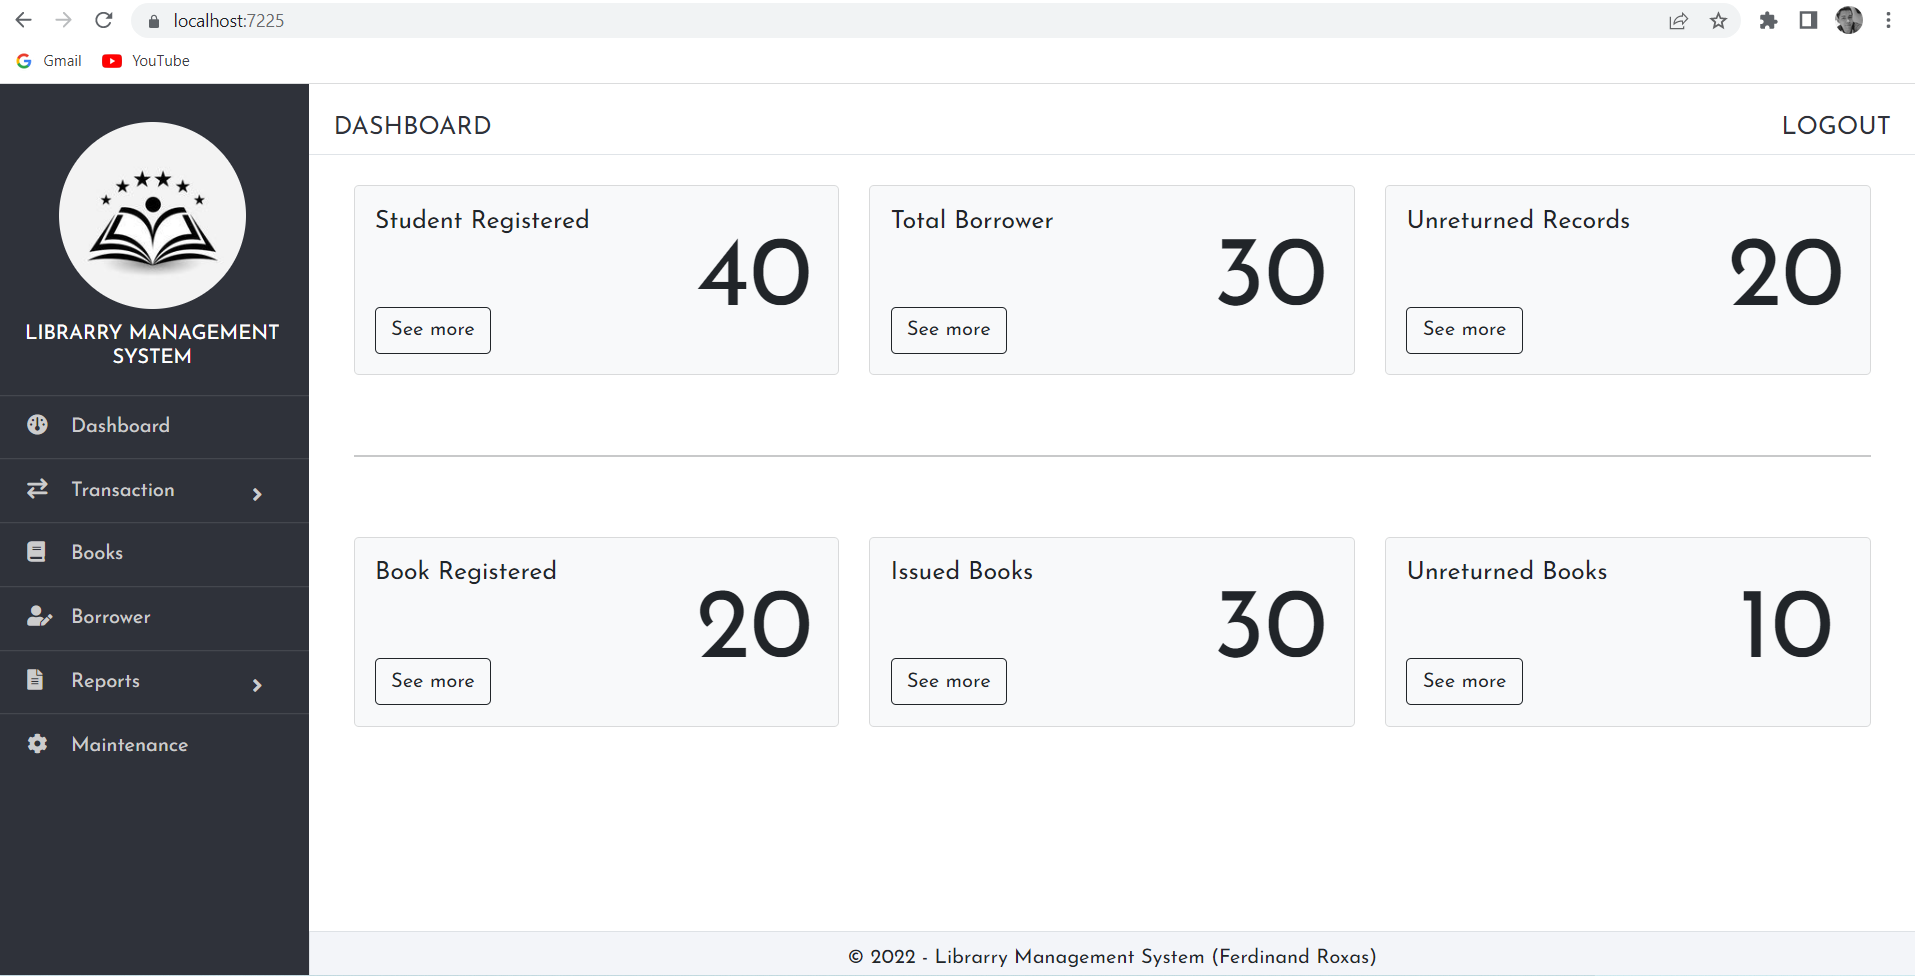 localhost:7225
Gmail
YouTube
LIBRARRY MANAGEMENT
SYSTEM
Dashboard
Transaction
Books
Borrower
Reports
Maintenance
DASHBOARD
LOGOUT
Student Registered
40
See more
Total Borrower
30
See more
Unreturned Records
20
See more
Book Registered
20
See more
Issued Books
30
See more
Unreturned Books
10
See more
© 2022 - Librarry Management System (Ferdinand Roxas)